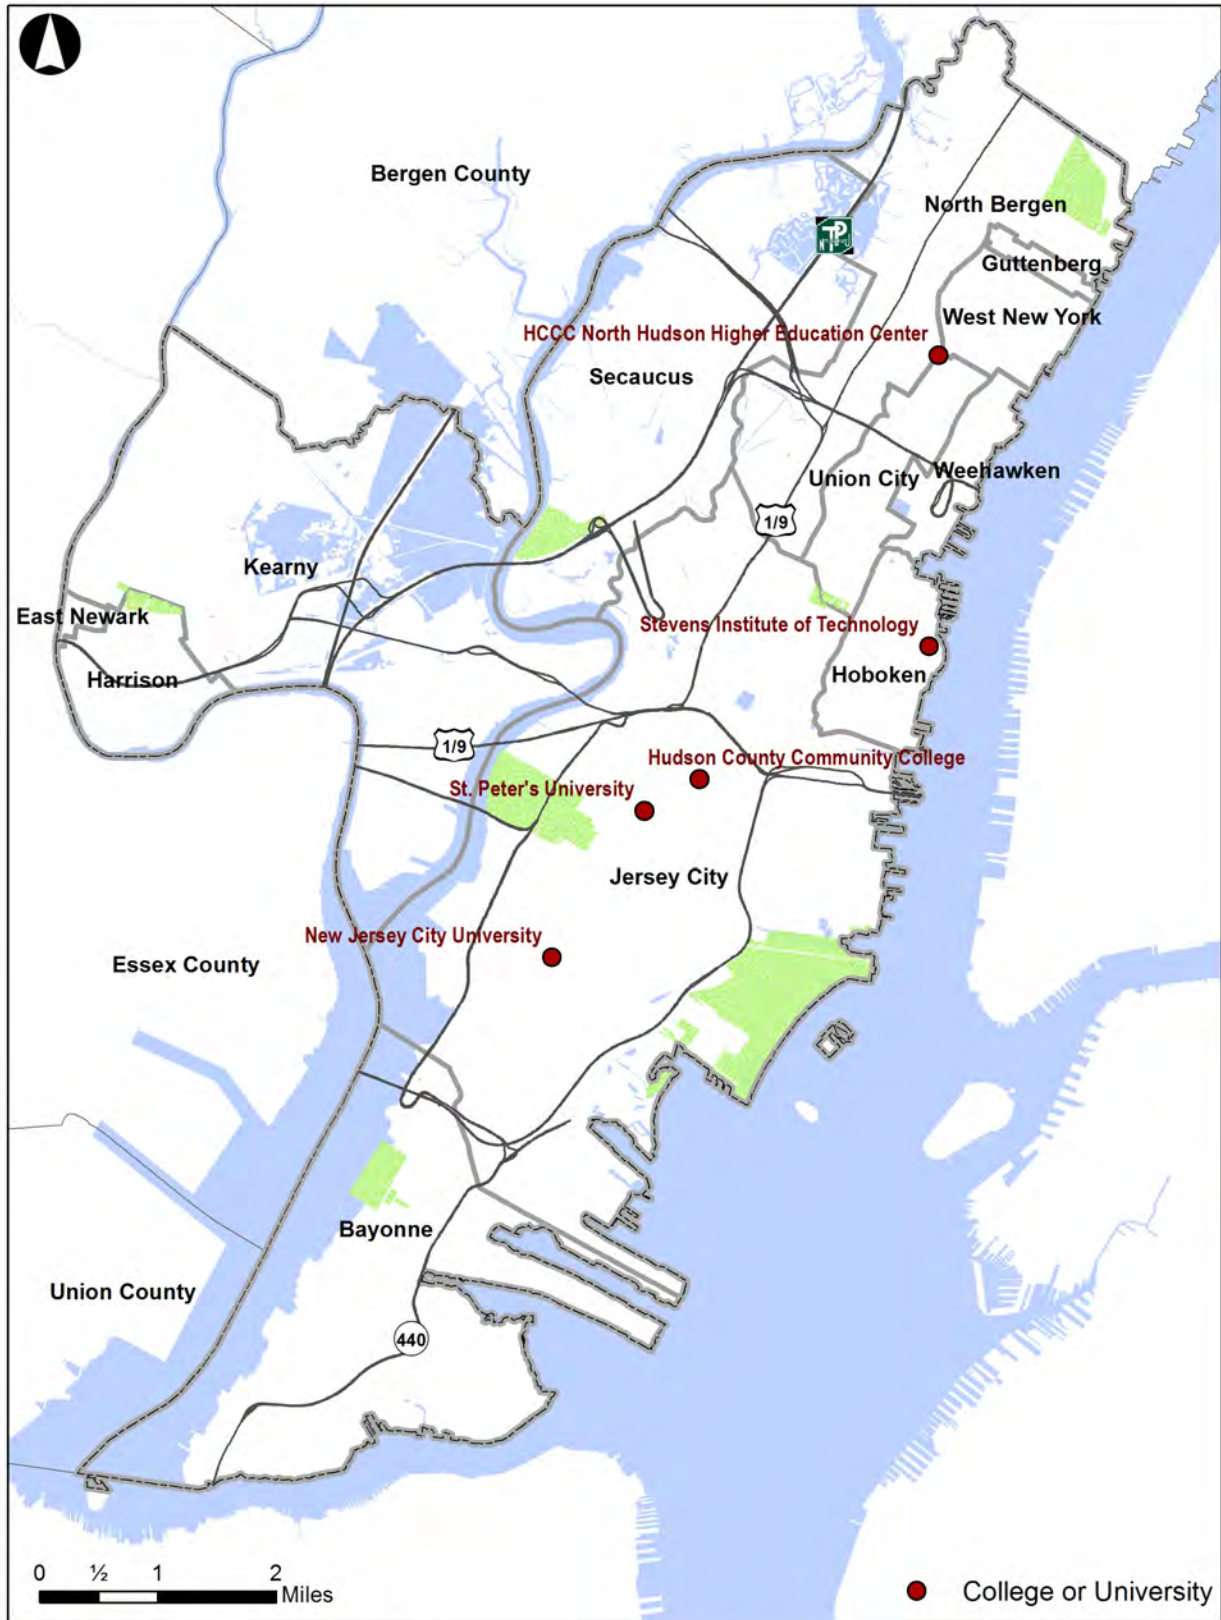 Bergen County
North Bergen
Guttenberg
West New York
HCCC North Hudson Higher Education Center
Secaucus
Union City
Weehawken
1/9
Kearny
East Newark
Stevens Institute of Technology
Harrison
Hoboken
1/9
Hudson County Community College
St. Peter's University
Jersey City
New Jersey City University
Essex County
Bayonne
Union County
440
0 ½ 1 2
Miles
College or University